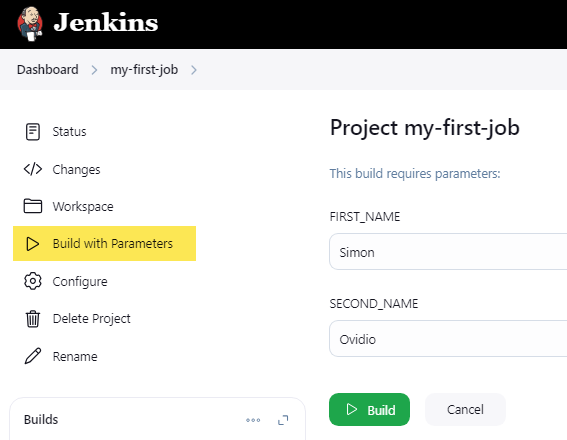 Jenkins
Dashboard
my-first-job
Status
Changes
Workspace
Build with Parameters
Configure
Delete Project
Rename
Builds
Project my-first-job
This build requires parameters:
FIRST_NAME
Simon
SECOND_NAME
Ovidio
Build
Cancel